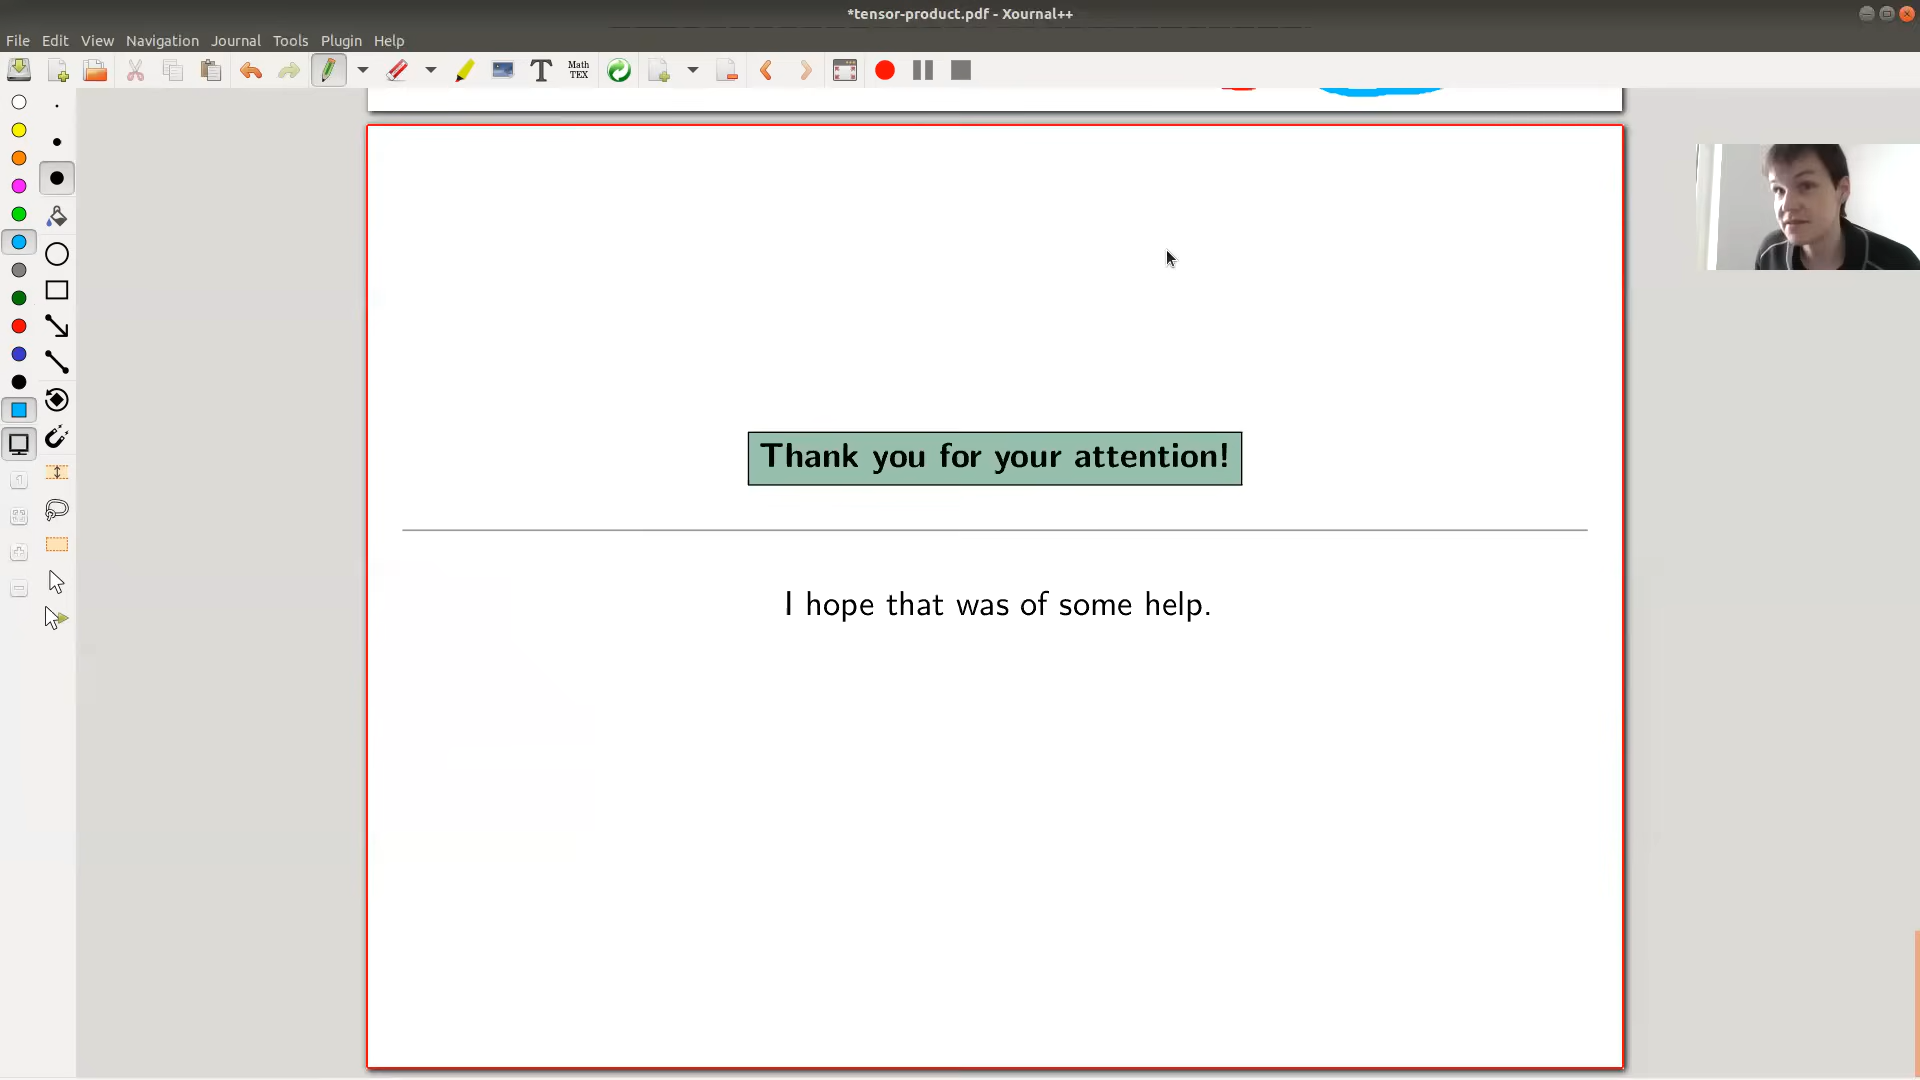 *tensor-product.pdf - Xournal++
File Edit View Navigation Journal Tools Plugin Help
T Math TEX
Thank you for your attention!
I hope that was of some help.